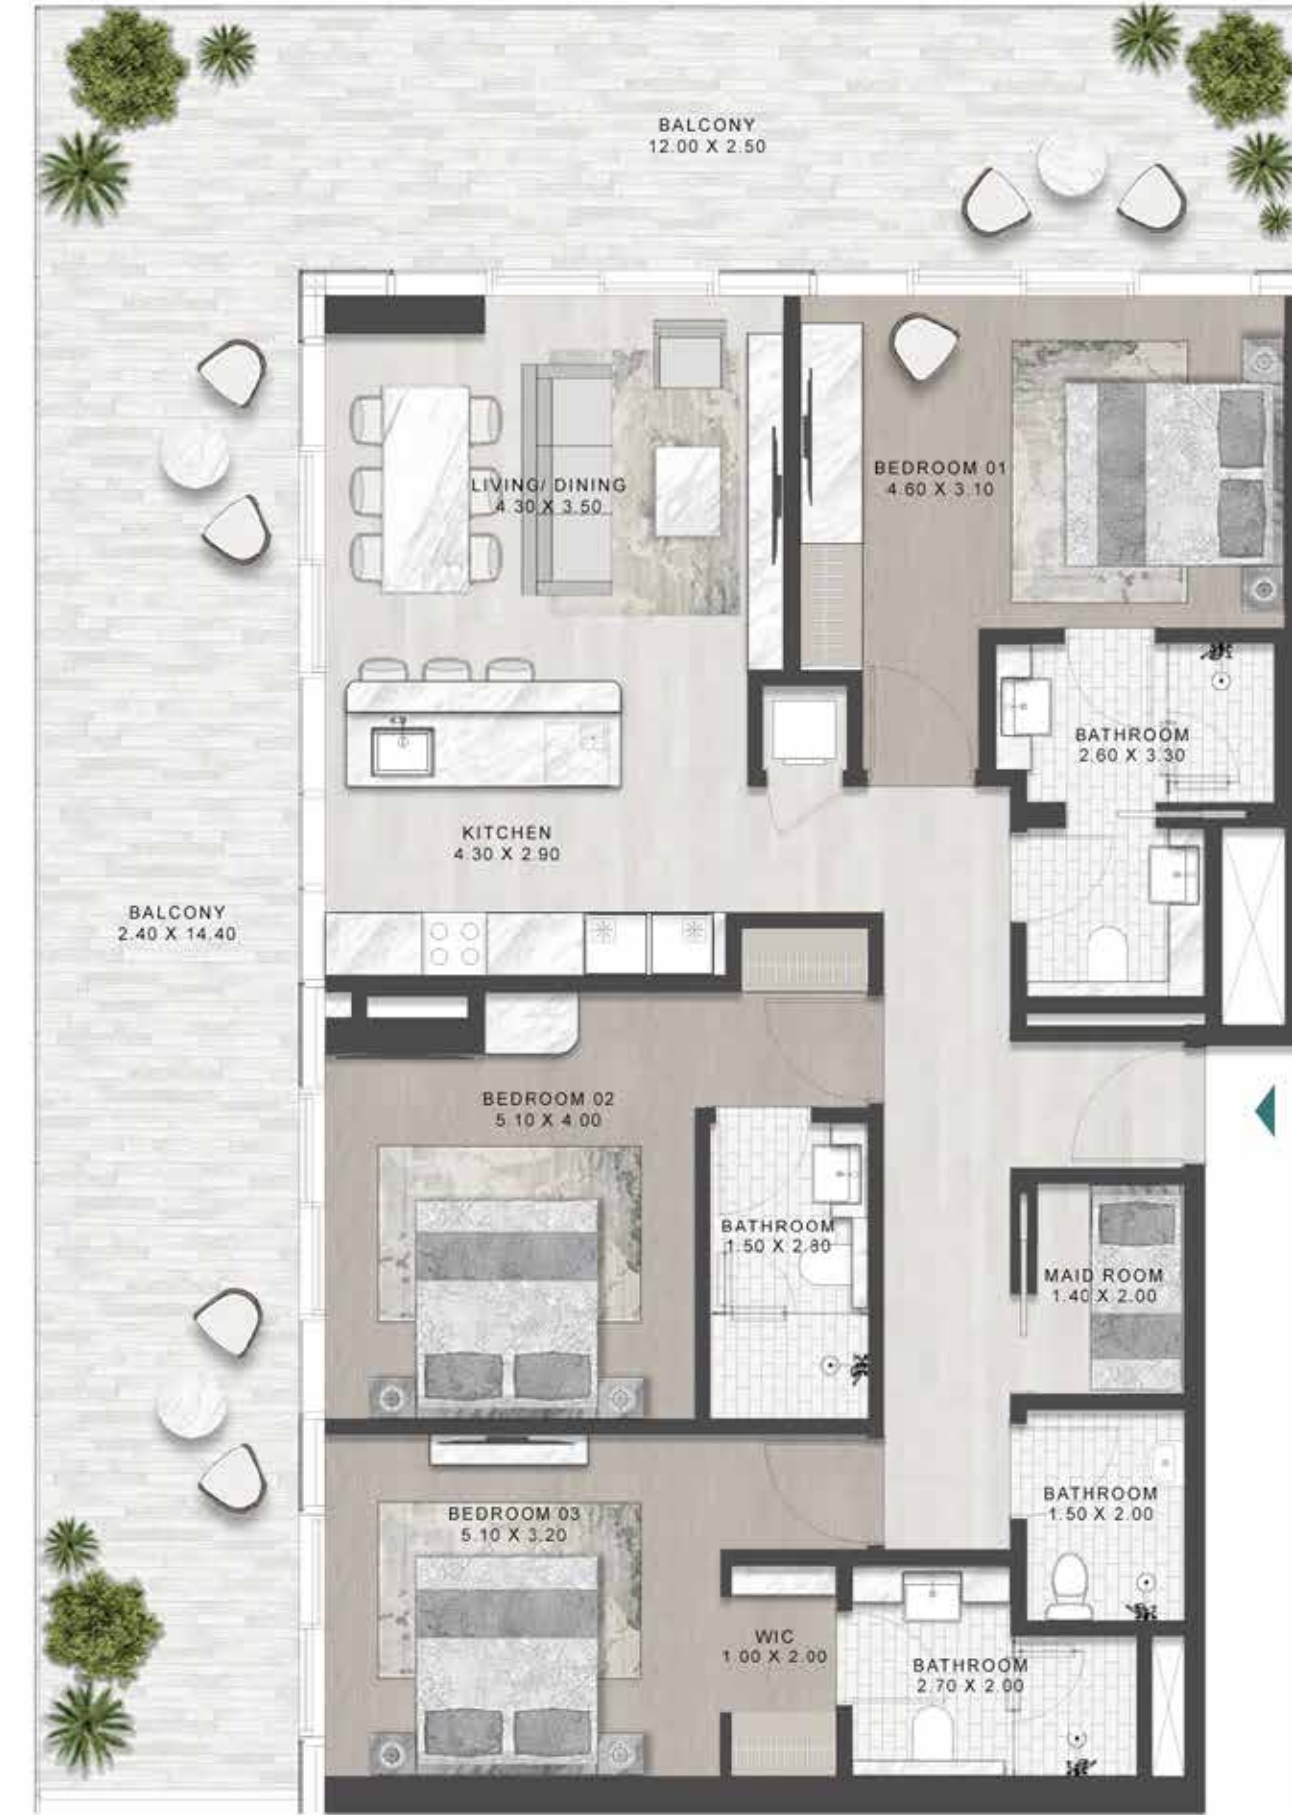 BALCONY
12.00 X 2.50
LIVING/ DINING
4.30 X 3.50
BEDROOM 01
4.60 X 3.10
BATHROOM
2.60 X 3.30
KITCHEN
4.30 X 2.90
BALCONY
2.40 X 14.40
BEDROOM 02
5.10 X 4.00
BATHROOM
1.50 X 2.80
MAID ROOM
1.40 X 2.00
BATHROOM
1.50 X 2.00
BEDROOM 03
5.10 X 3.20
WIC
1.00 X 2.00
BATHROOM
2.70 X 2.00